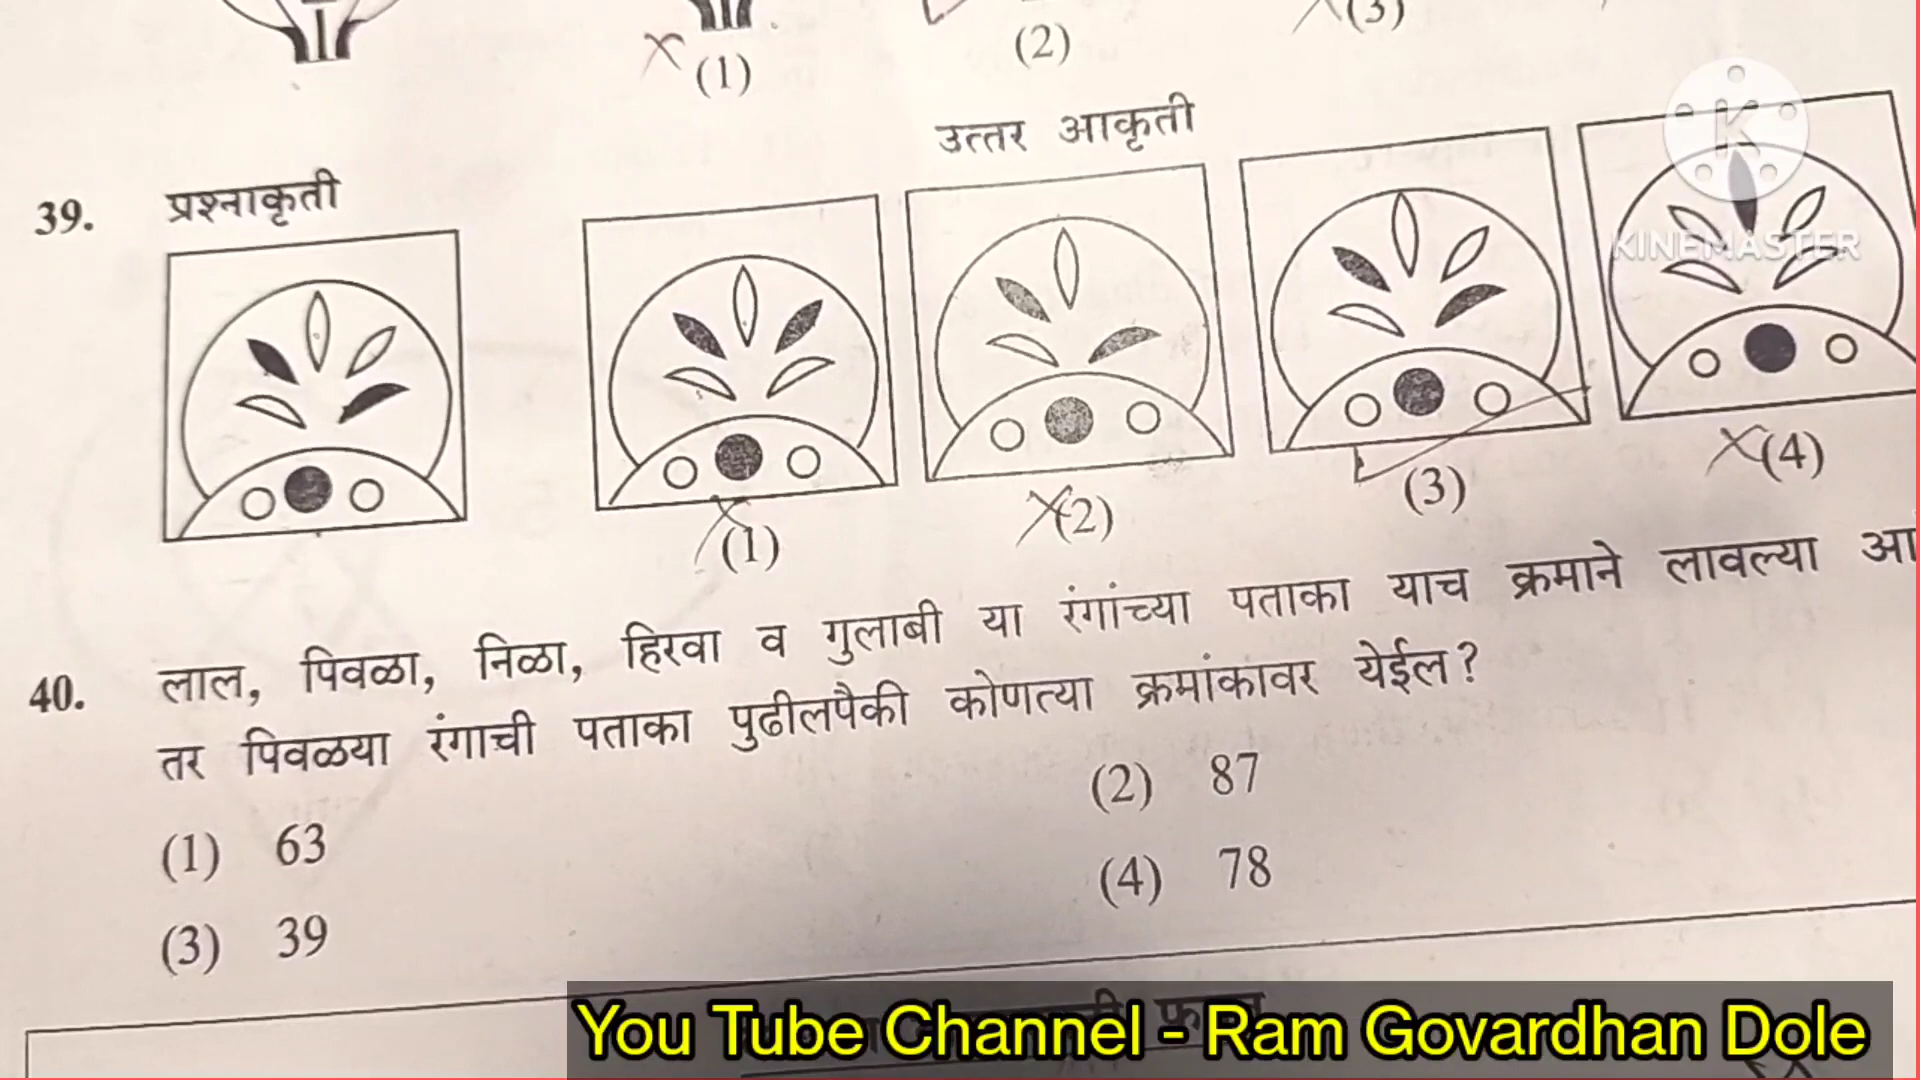 (1)
(2)
(3)
उत्तर आकृती
39. प्रश्नाकृती
K
KINEMASTER
(1)
(2)
(3)
(4)
40. लाल, पिवळा, निळा, हिरवा व गुलाबी या रंगांच्या पताका याच क्रमाने लावल्या आ
तर पिवळया रंगाची पताका पुढीलपैकी कोणत्या क्रमांकावर येईल?
(1) 63
(2) 87
(3) 39
(4) 78
You Tube Channel - Ram Govardhan Dole